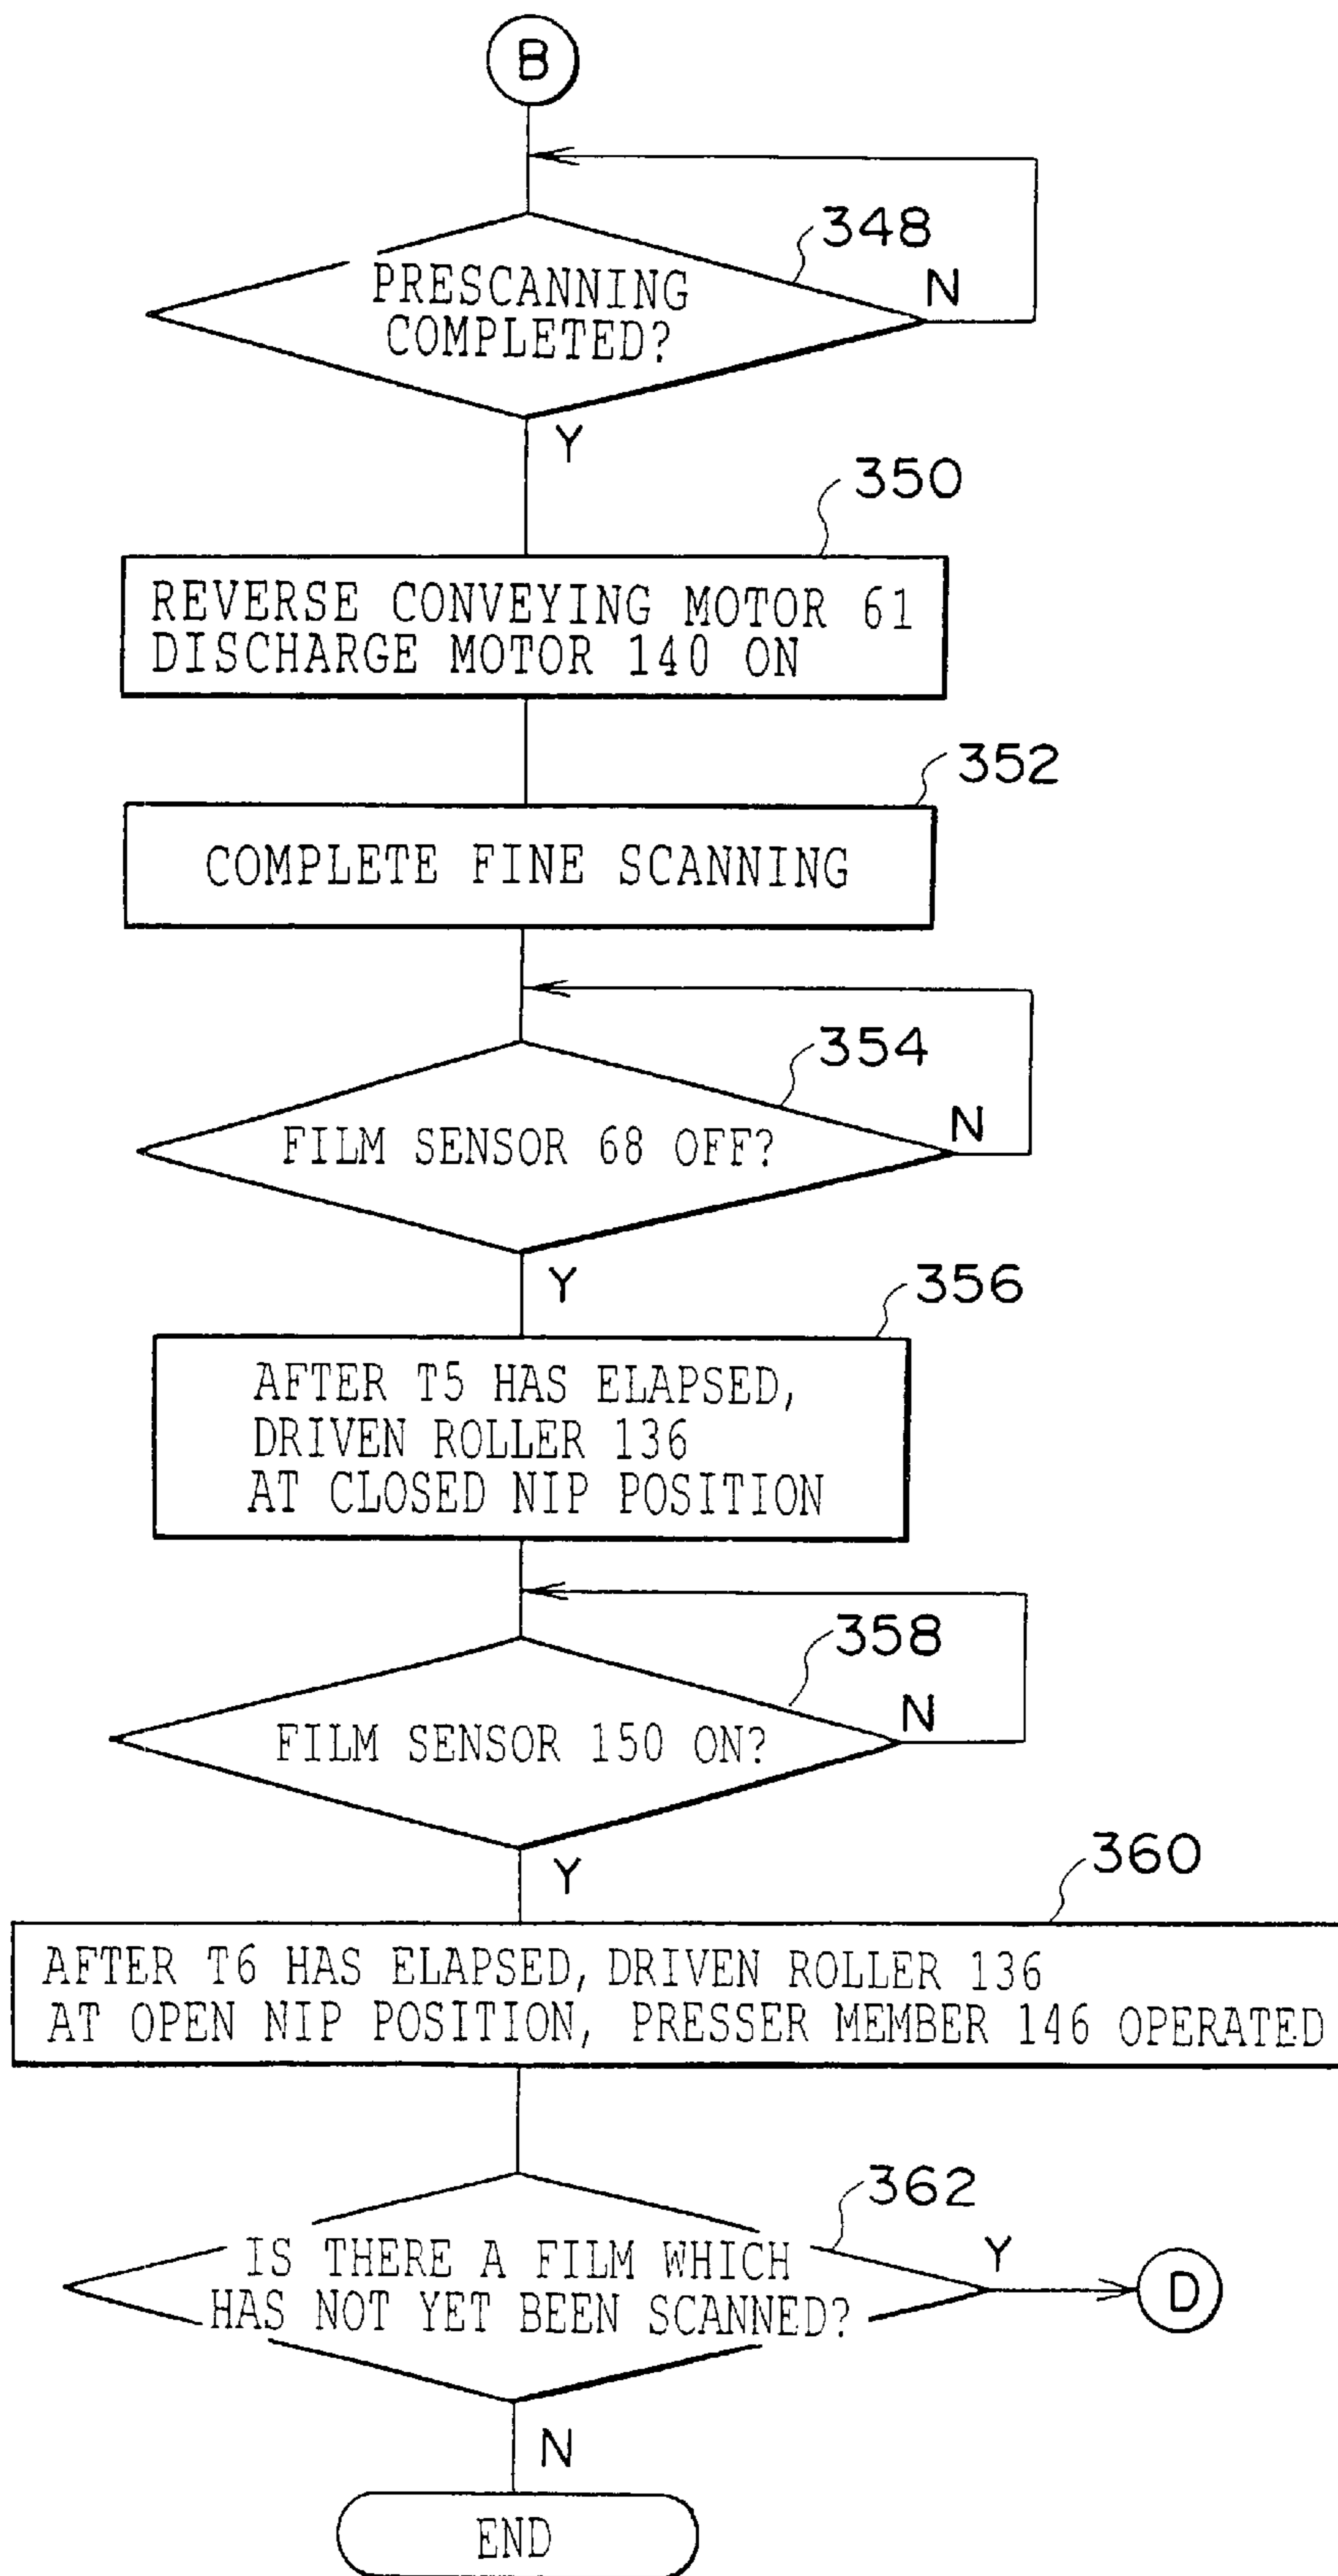 B
348
PRESCANNING
COMPLETED?
N
Y
350
REVERSE CONVEYING MOTOR 61
DISCHARGE MOTOR 140 ON
352
COMPLETE FINE SCANNING
354
FILM SENSOR 68 OFF?
N
Y
356
AFTER T5 HAS ELAPSED,
DRIVEN ROLLER 136
AT CLOSED NIP POSITION
358
FILM SENSOR 150 ON?
N
Y
360
AFTER T6 HAS ELAPSED, DRIVEN ROLLER 136
AT OPEN NIP POSITION, PRESSER MEMBER 146 OPERATED
362
IS THERE A FILM WHICH
HAS NOT YET BEEN SCANNED?
Y
D
N
END